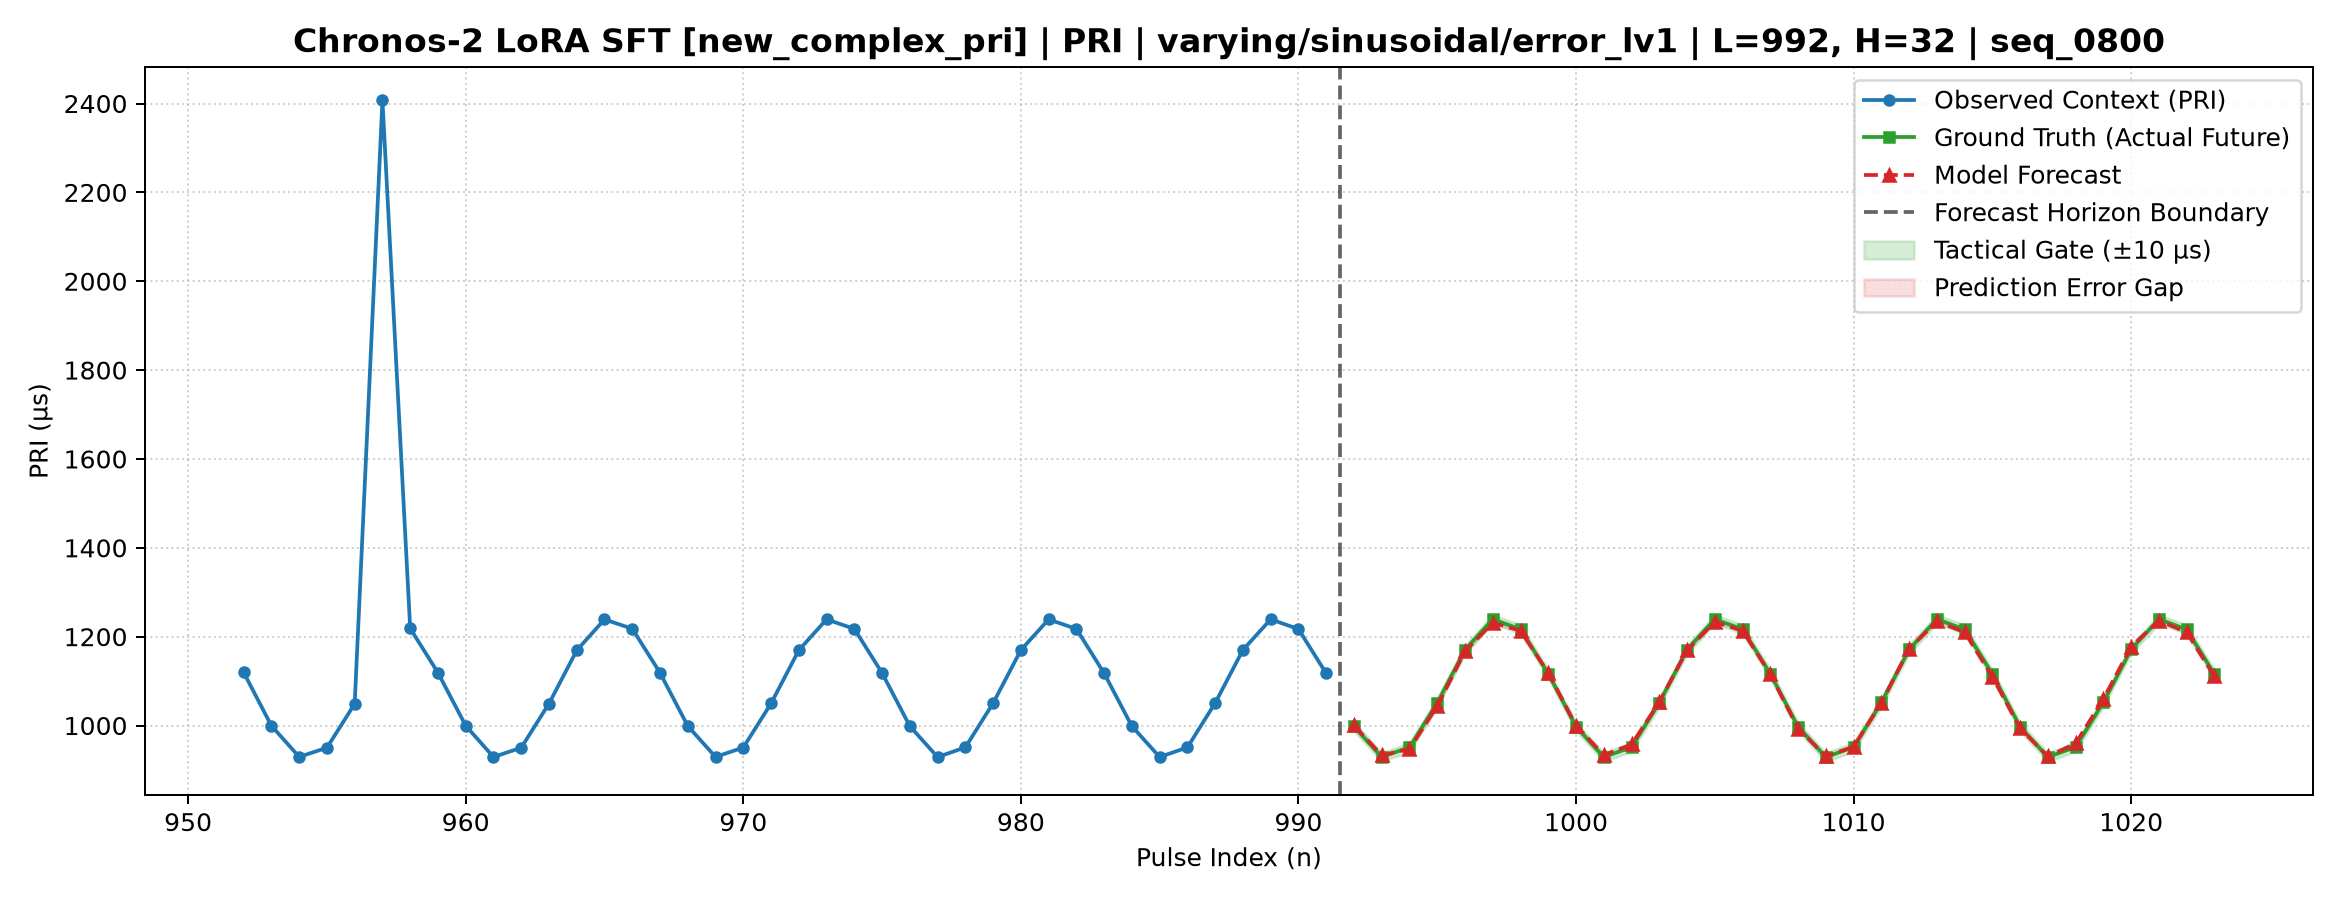 Chronos-2 LoRA SFT [new_complex_pri] | PRI | varying/sinusoidal/error_lv1 | L=992, H=32 | seq_0800
Observed Context (PRI)
Ground Truth (Actual Future)
Model Forecast
Forecast Horizon Boundary
Tactical Gate (±10 µs)
Prediction Error Gap
PRI (µs)
2400
2200
2000
1800
1600
1400
1200
1000
950 960 970 980 990 1000 1010 1020
Pulse Index (n)